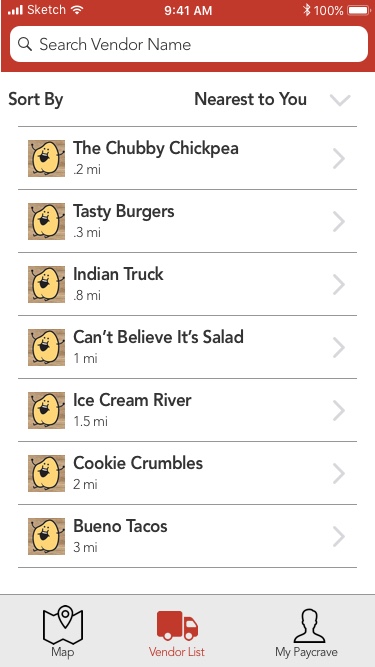 Sketch 9:41 AM 100%
Search Vendor Name
Sort By Nearest to You
The Chubby Chickpea
.2 mi
Tasty Burgers
.3 mi
Indian Truck
.8 mi
Can’t Believe It’s Salad
1 mi
Ice Cream River
1.5 mi
Cookie Crumbles
2 mi
Bueno Tacos
3 mi
Map Vendor List My Paycrave